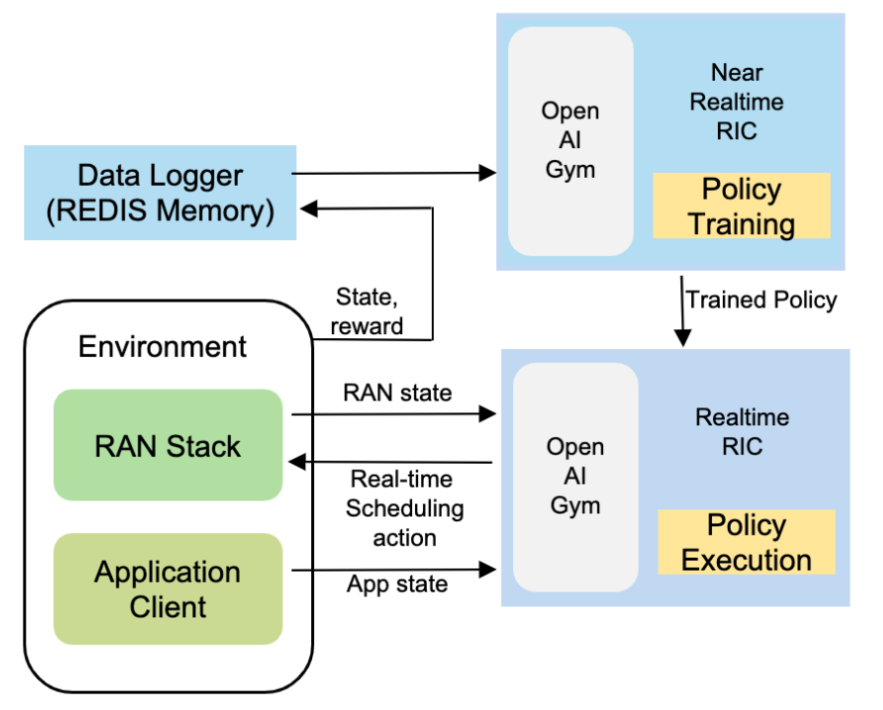 Open
AI
Gym
Near
Realtime
RIC
Policy
Training
Data Logger
(REDIS Memory)
State,
reward
Trained Policy
Environment
RAN Stack
Application
Client
RAN state
Real-time
Scheduling
action
App state
Open
AI
Gym
Realtime
RIC
Policy
Execution